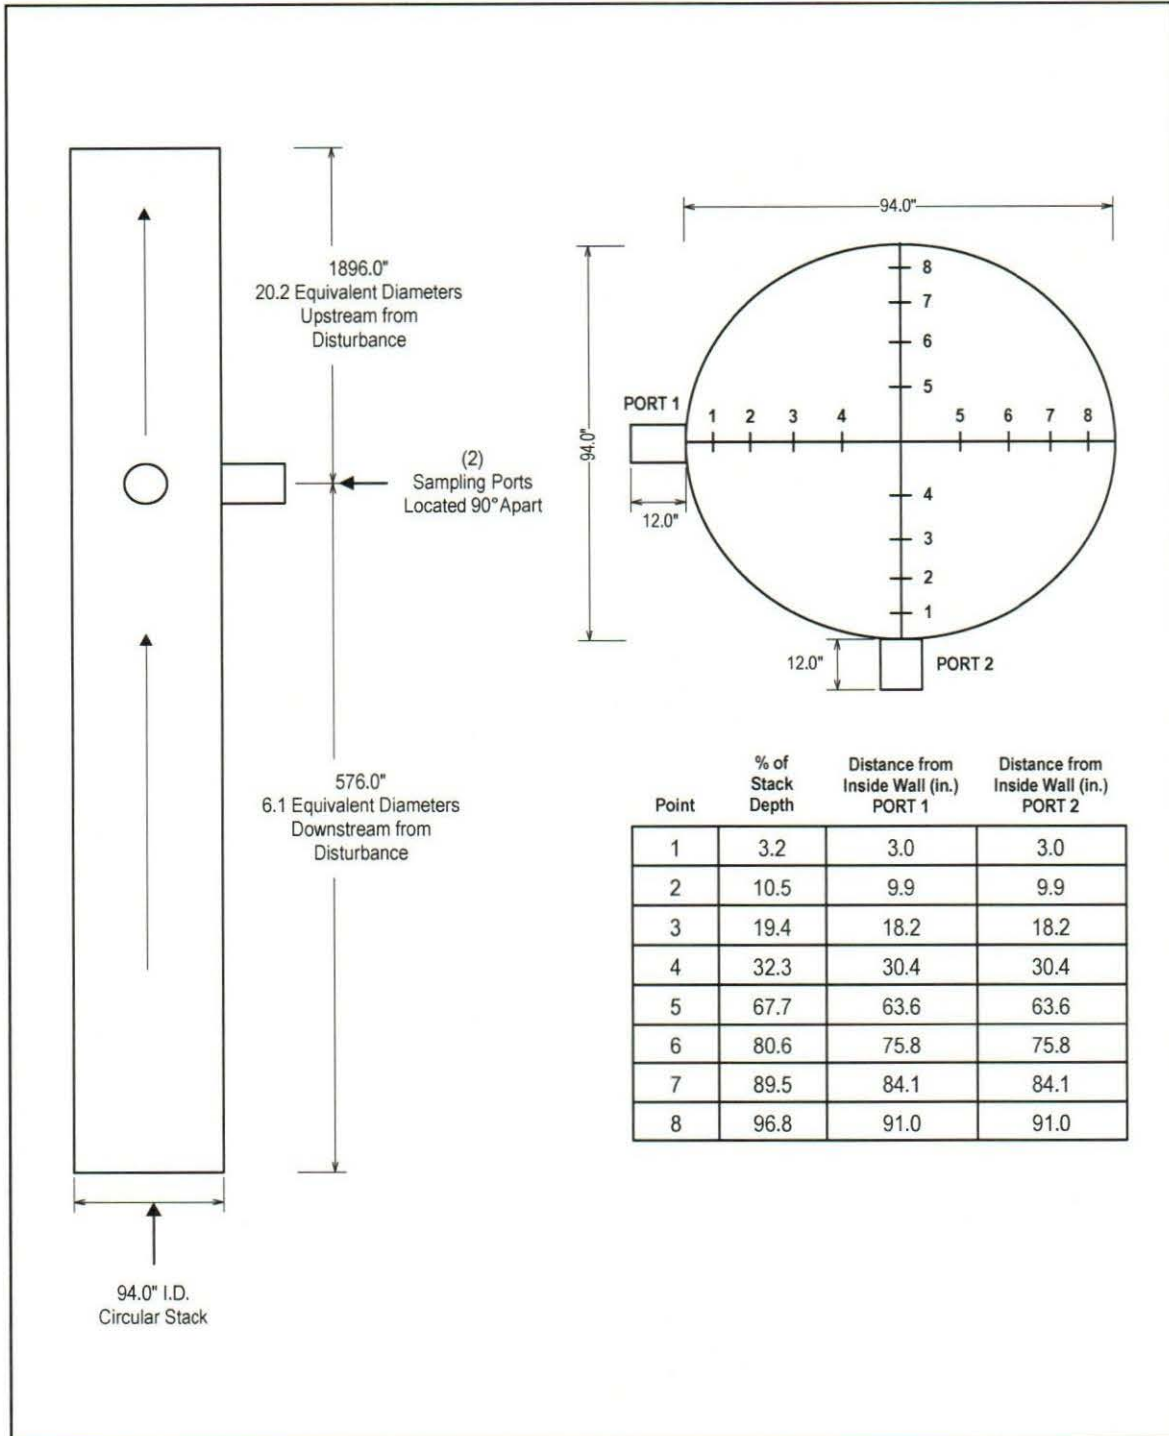 1896.0"
20.2 Equivalent Diameters
Upstream from
Disturbance
(2)
Sampling Ports
Located 90° Apart
576.0"
6.1 Equivalent Diameters
Downstream from
Disturbance
94.0" I.D.
Circular Stack
94.0"
94.0"
8
7
6
5
PORT 1
1 2 3 4 5 6 7 8
12.0"
4
3
2
1
12.0"
PORT 2
Point % of Stack Depth Distance from Inside Wall (in.) PORT 1 Distance from Inside Wall (in.) PORT 2
1 3.2 3.0 3.0
2 10.5 9.9 9.9
3 19.4 18.2 18.2
4 32.3 30.4 30.4
5 67.7 63.6 63.6
6 80.6 75.8 75.8
7 89.5 84.1 84.1
8 96.8 91.0 91.0